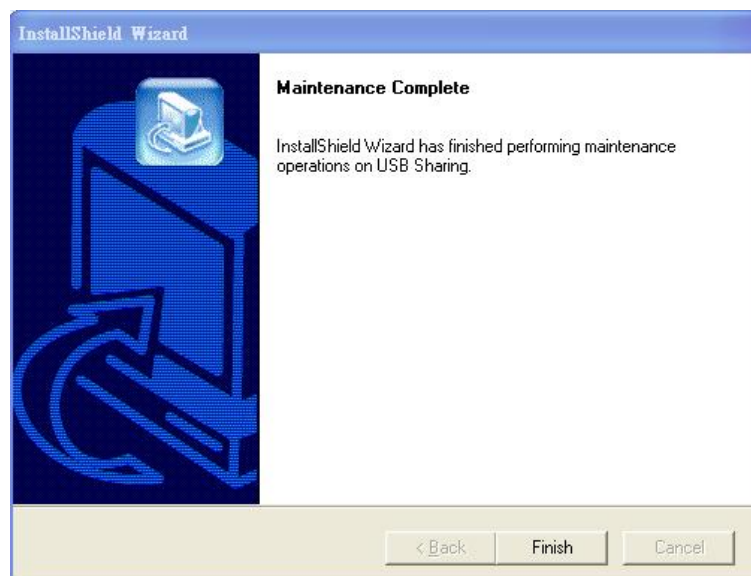 InstallShield Wizard
Maintenance Complete
InstallShield Wizard has finished performing maintenance
operations on USB Sharing.
< Back
Finish
Cancel